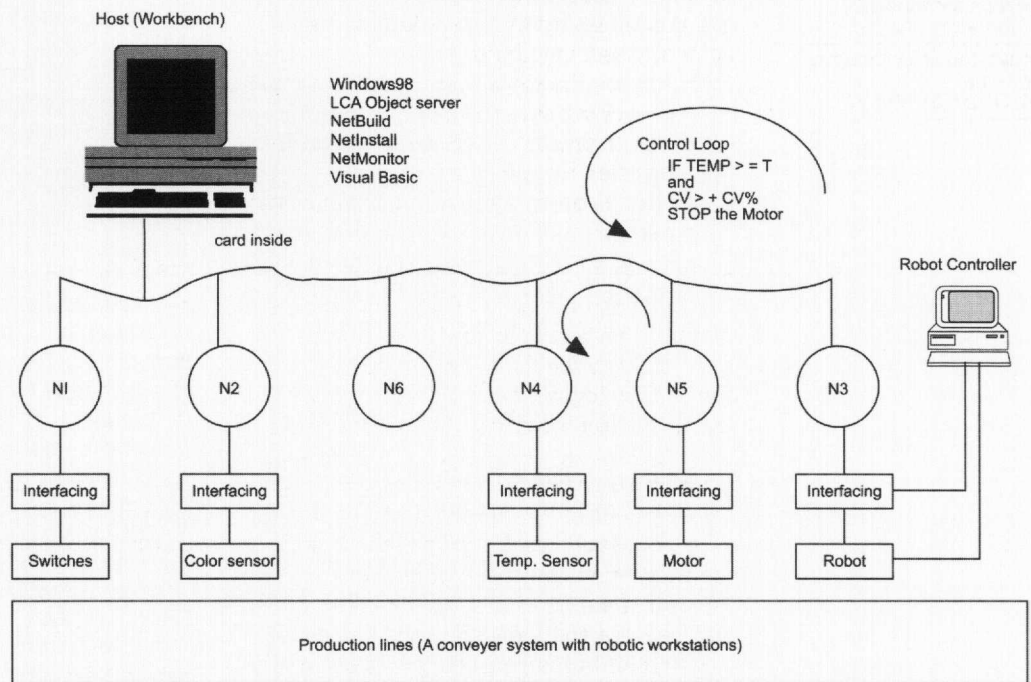 Host (Workbench)
Windows98
LCA Object server
NetBuild
NetInstall
NetMonitor
Visual Basic
Control Loop
IF TEMP > = T
and
CV > + CV%
STOP the Motor
card inside
Robot Controller
NI
N2
N6
N4
N5
N3
Interfacing
Interfacing
Interfacing
Interfacing
Interfacing
Switches
Color sensor
Temp. Sensor
Motor
Robot
Production lines (A conveyer system with robotic workstations)